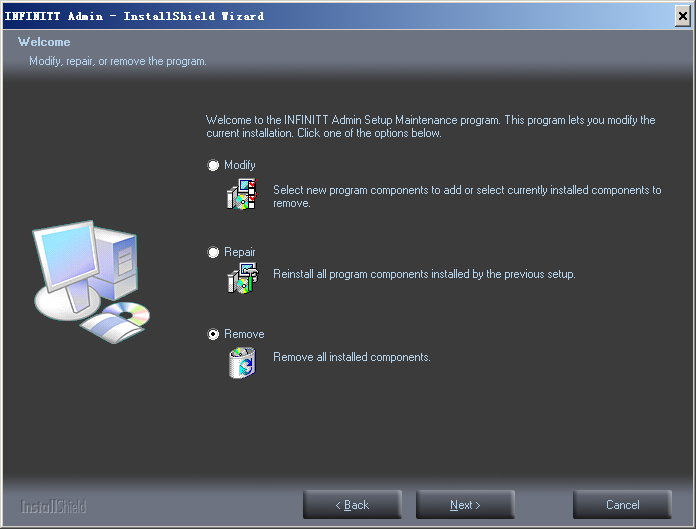 INFINITT Admin - InstallShield Wizard
Welcome
Modify, repair, or remove the program.
Welcome to the INFINITT Admin Setup Maintenance program. This program lets you modify the
current installation. Click one of the options below.
Modify
Select new program components to add or select currently installed components to
remove.
Repair
Reinstall all program components installed by the previous setup.
Remove
Remove all installed components.
InstallShield
< Back
Next >
Cancel